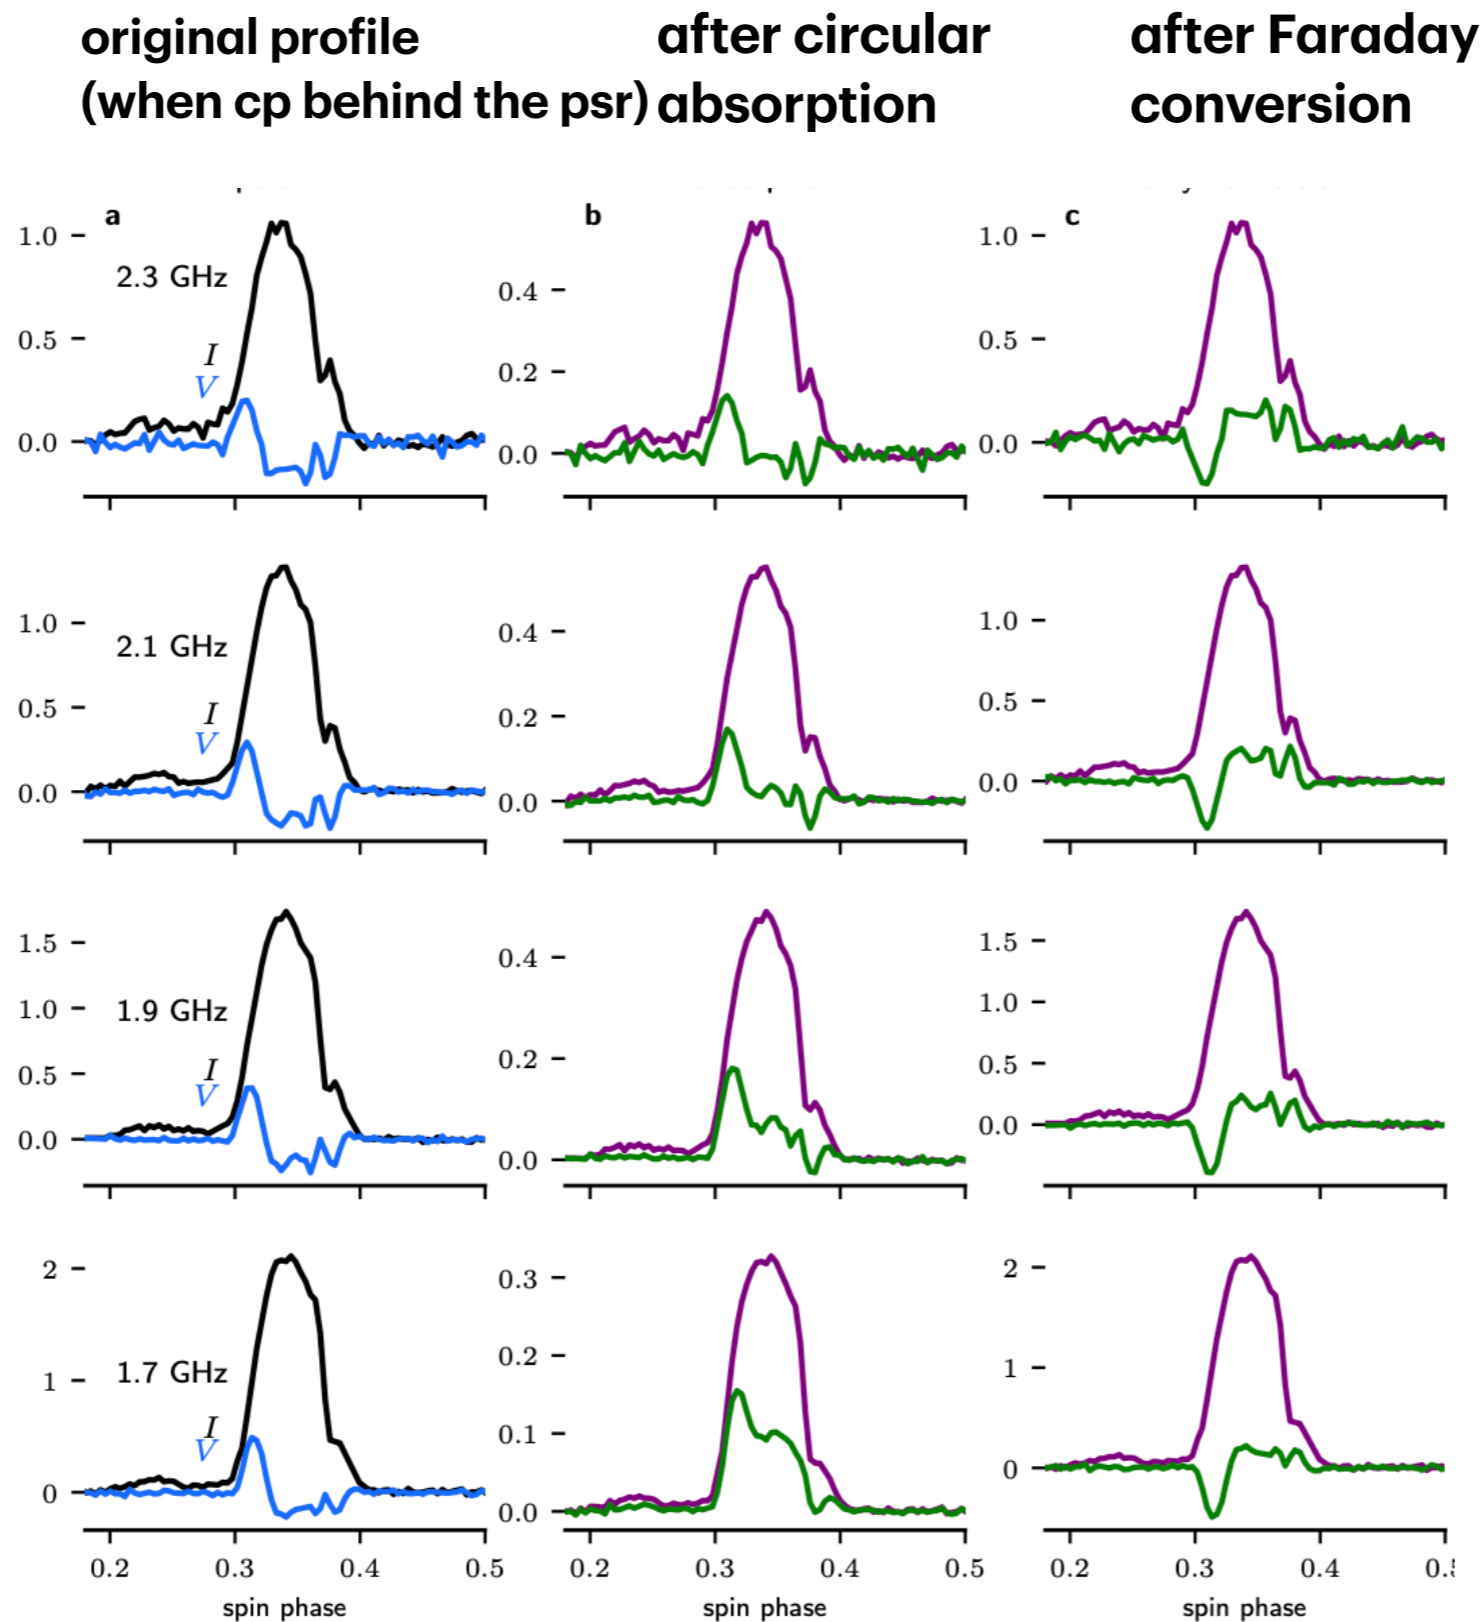 original profile
(when cp behind the psr)
after circular
absorption
after Faraday
conversion
a
1.0
0.5
0.0
2.3 GHz
I
V
b
0.4
0.2
0.0
c
1.0
0.5
0.0
1.0
0.5
0.0
2.1 GHz
I
V
0.4
0.2
0.0
1.0
0.5
0.0
1.5
1.0
0.5
0.0
1.9 GHz
I
V
0.4
0.2
0.0
1.5
1.0
0.5
0.0
2
1
0
1.7 GHz
I
V
0.2 0.3 0.4 0.5
spin phase
0.3
0.2
0.1
0.0
0.2 0.3 0.4 0.5
spin phase
2
1
0
0.2 0.3 0.4
spin phase